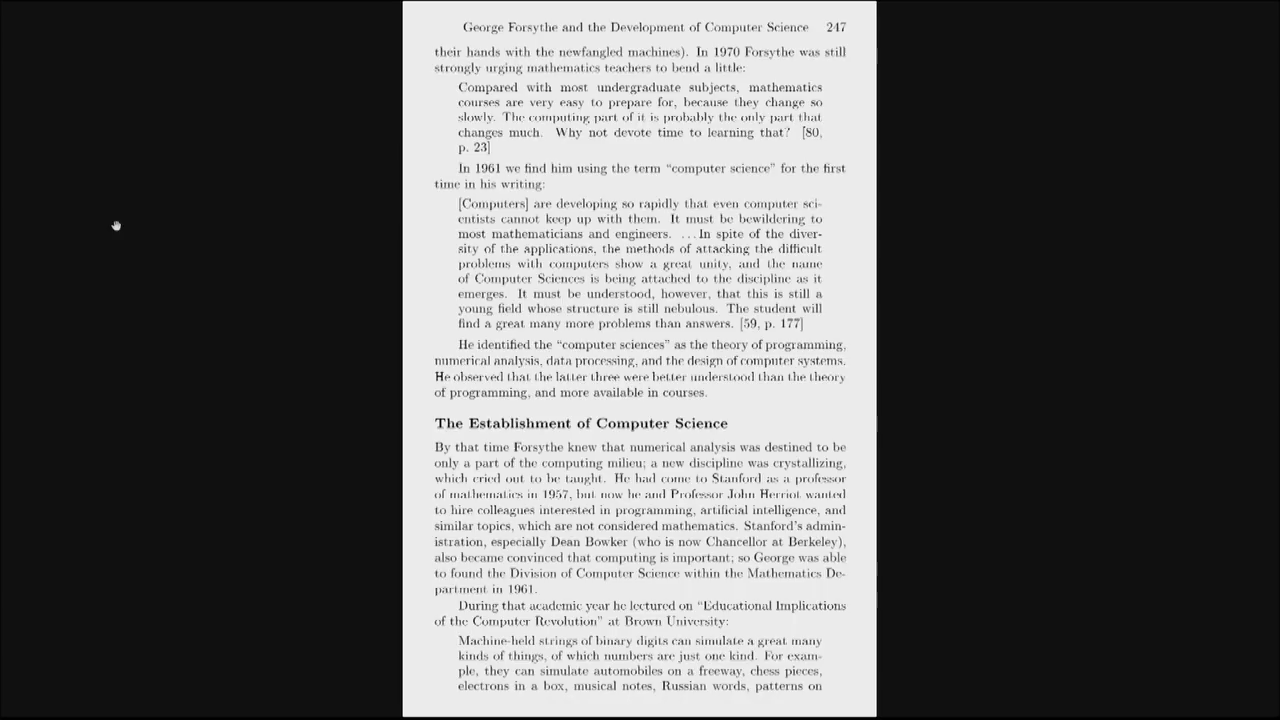 George Forsythe and the Development of Computer Science 247
their hands with the newfangled machines). In 1970 Forsythe was still
strongly urging mathematics teachers to bend a little:
Compared with most undergraduate subjects, mathematics
courses are very easy to prepare for, because they change so
slowly. The computing part of it is probably the only part that
changes much. Why not devote time to learning that? [80,
p. 23]
In 1961 we find him using the term “computer science” for the first
time in his writing:
[Computers] are developing so rapidly that even computer sci-
entists cannot keep up with them. It must be bewildering to
most mathematicians and engineers. ...In spite of the diver-
sity of the applications, the methods of attacking the difficult
problems with computers show a great unity, and the name
of Computer Sciences is being attached to the discipline as it
emerges. It must be understood, however, that this is still a
young field whose structure is still nebulous. The student will
find a great many more problems than answers. [59, p. 177]
He identified the “computer sciences” as the theory of programming,
numerical analysis, data processing, and the design of computer systems.
He observed that the latter three were better understood than the theory
of programming, and more available in courses.
The Establishment of Computer Science
By that time Forsythe knew that numerical analysis was destined to be
only a part of the computing milieu; a new discipline was crystallizing,
which cried out to be taught. He had come to Stanford as a professor
of mathematics in 1957, but now he and Professor John Herriot wanted
to hire colleagues interested in programming, artificial intelligence, and
similar topics, which are not considered mathematics. Stanford’s admin-
istration, especially Dean Bowker (who is now Chancellor at Berkeley),
also became convinced that computing is important; so George was able
to found the Division of Computer Science within the Mathematics De-
partment in 1961.
During that academic year he lectured on “Educational Implications
of the Computer Revolution” at Brown University:
Machine-held strings of binary digits can simulate a great many
kinds of things, of which numbers are just one kind. For exam-
ple, they can simulate automobiles on a freeway, chess pieces,
electrons in a box, musical notes, Russian words, patterns on